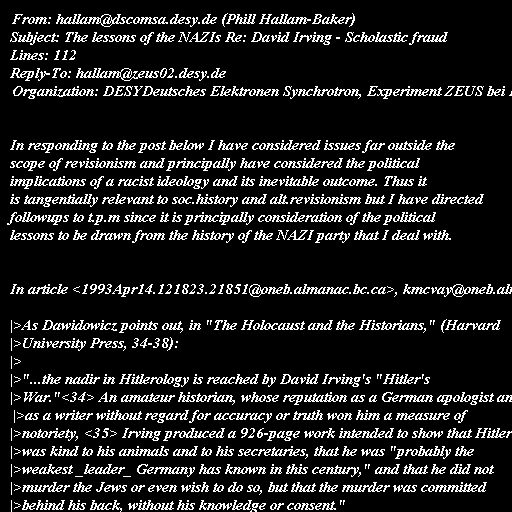 From: hallam@dscomsa.desy.de (Phill Hallam-Baker)
Subject: The lessons of the NAZIs Re: David Irving - Scholastic fraud
Lines: 112
Reply-To: hallam@zeus02.desy.de
Organization: DESYDeutsches Elektronen Synchrotron, Experiment ZEUS bei
In responding to the post below I have considered issues far outside the
scope of revisionism and principally have considered the political
implications of a racist ideology and its inevitable outcome. Thus it
is tangentially relevant to soc.history and alt.revisionism but I have directed
followups to t.p.m since it is principally consideration of the political
lessons to be drawn from the history of the NAZI party that I deal with.
In article <1993Apr14.121823.21851@oneb.almanac.bc.ca>, kmcvay@oneb.al
|>As Dawidowicz points out, in "The Holocaust and the Historians," (Harvard
|>University Press, 34-38):
|>
|>"...the nadir in Hitlerology is reached by David Irving's "Hitler's
|>War."<34> An amateur historian, whose reputation as a German apologist an
|>as a writer without regard for accuracy or truth won him a measure of
|>notoriety, <35> Irving produced a 926-page work intended to show that Hitler
|>was kind to his animals and to his secretaries, that he was "probably the
|>weakest _leader_ Germany has known in this century," and that he did not
|>murder the Jews or even wish to do so, but that the murder was committed
|>behind his back, without his knowledge or consent."